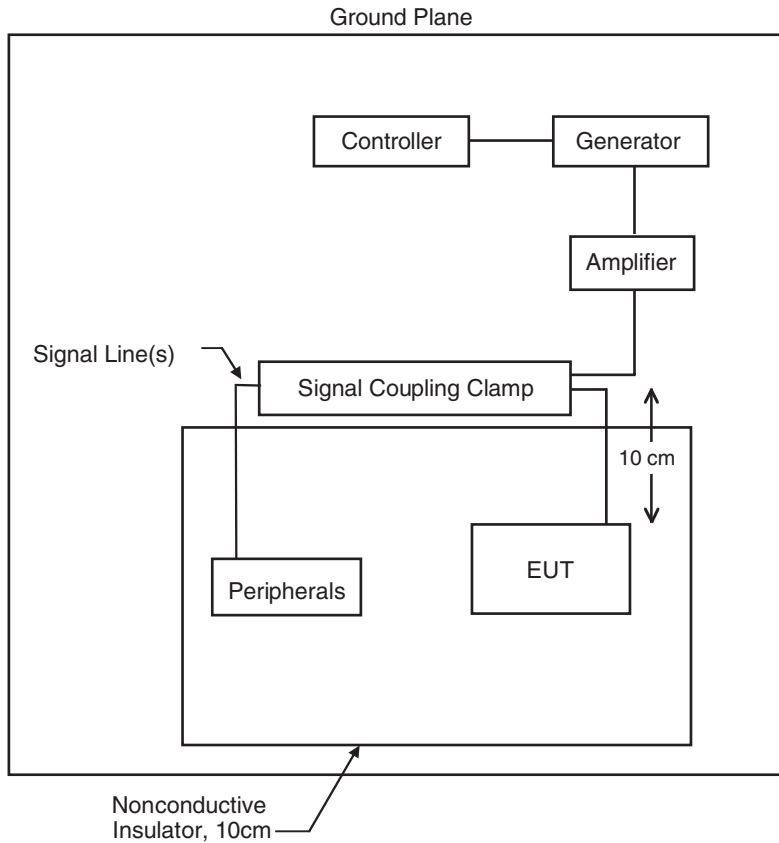 Ground Plane
Controller
Generator
Amplifier
Signal Line(s)
Signal Coupling Clamp
10 cm
EUT
Peripherals
Nonconductive
Insulator, 10cm